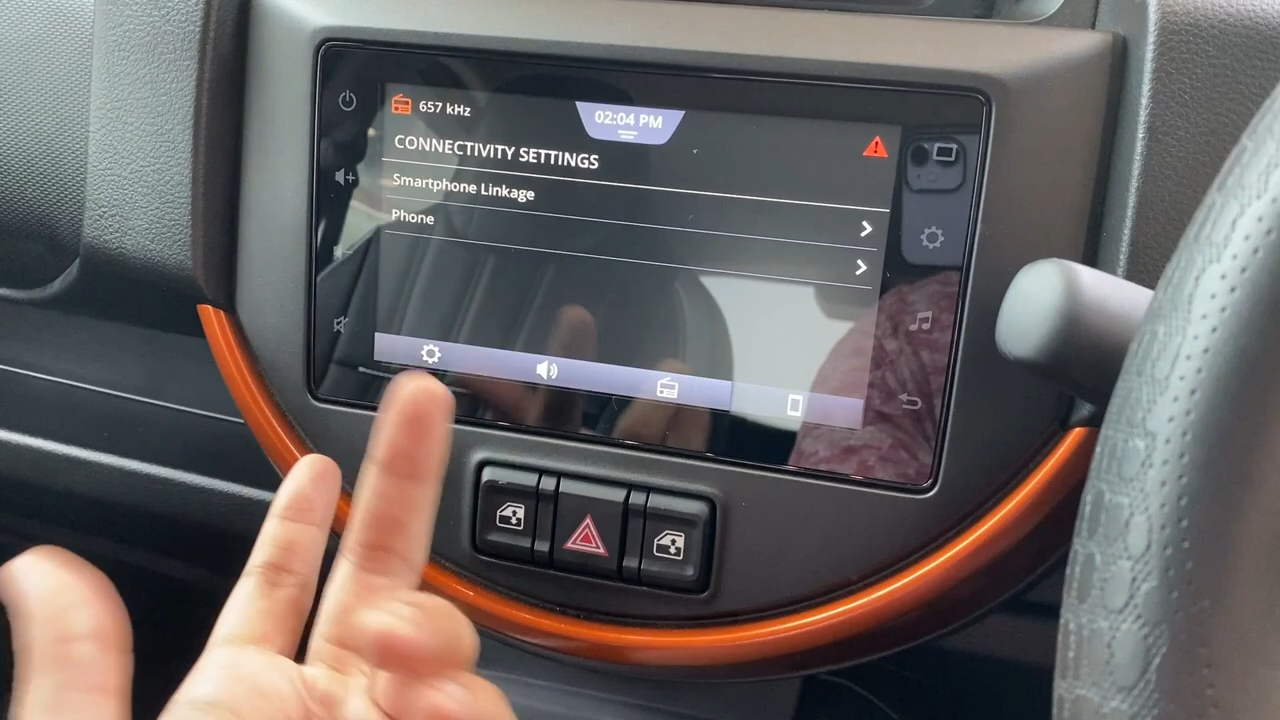 657 kHz
02:04 PM
CONNECTIVITY SETTINGS
Smartphone Linkage
Phone